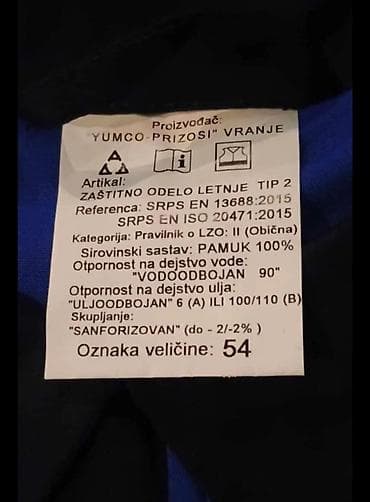 Proizvođač:
"YUMCO-PRIZOSI" VRANJE
Artikal:
ZAŠTITNO ODELO LETNJE TIP 2
Referenca: SRPS EN 13688:2015
SRPS EN ISO 20471:2015
Kategorija: Pravilnik o LZO: II (Obična)
Sirovinski sastav: PAMUK 100%
Otpornost na dejstvo vode:
"VODOODBOJAN 90"
Otpornost na dejstvo ulja:
"ULJOODBOJAN" 6 (A) ILI 100/110 (B)
Skupljanje:
"SANFORIZOVAN" (do - 2/-2% )
Oznaka veličine: 54